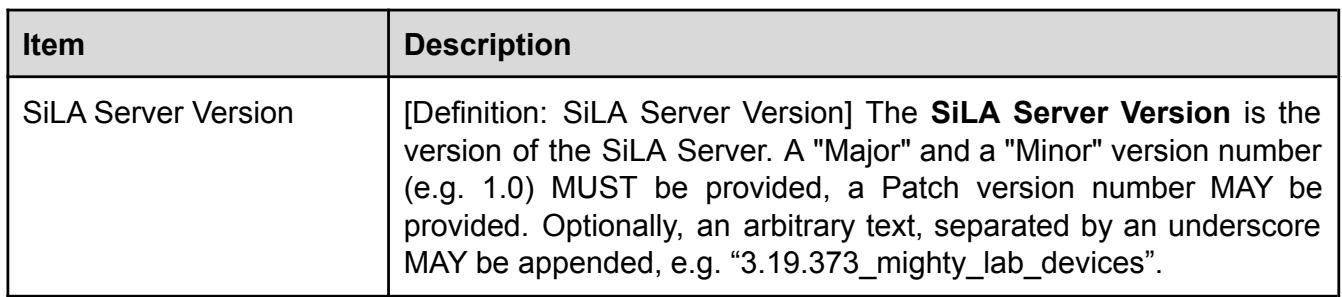 Item Description
SiLA Server Version [Definition: SiLA Server Version] The SiLA Server Version is the
version of the SiLA Server. A "Major" and a "Minor" version number
(e.g. 1.0) MUST be provided, a Patch version number MAY be
provided. Optionally, an arbitrary text, separated by an underscore
MAY be appended, e.g. “3.19.373_mighty_lab_devices”.